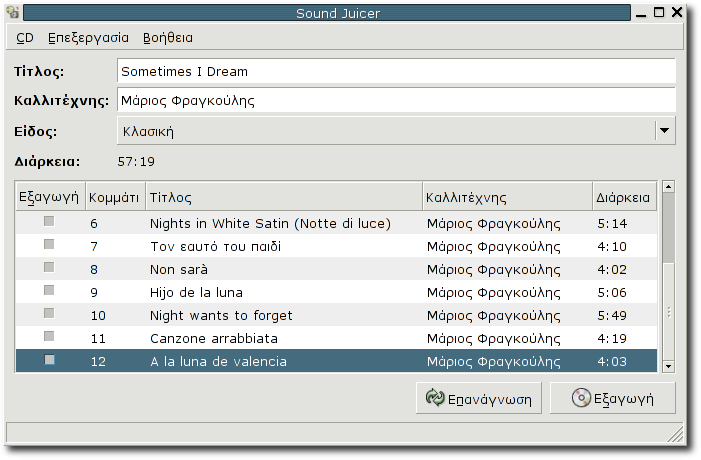 Sound Juicer
CD Επεξεργασία Βοήθεια
Τίτλος: Sometimes I Dream
Καλλιτέχνης: Μάριος Φραγκούλης
Είδος: Κλασική
Διάρκεια: 57:19
Εξαγωγή Κομμάτι Τίτλος Καλλιτέχνης Διάρκεια
6 Nights in White Satin (Notte di luce) Μάριος Φραγκούλης 5:14
7 Τον εαυτό του παιδί Μάριος Φραγκούλης 4:10
8 Non sarà Μάριος Φραγκούλης 4:02
9 Hijo de la luna Μάριος Φραγκούλης 5:06
10 Night wants to forget Μάριος Φραγκούλης 5:49
11 Canzone arrabbiata Μάριος Φραγκούλης 4:19
12 A la luna de valencia Μάριος Φραγκούλης 4:03
Επανάγνωση Εξαγωγή